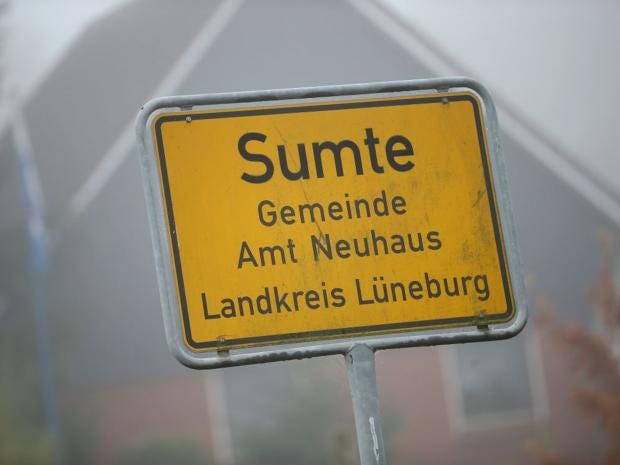 Sumte
Gemeinde
Amt Neuhaus
Landkreis Lüneburg